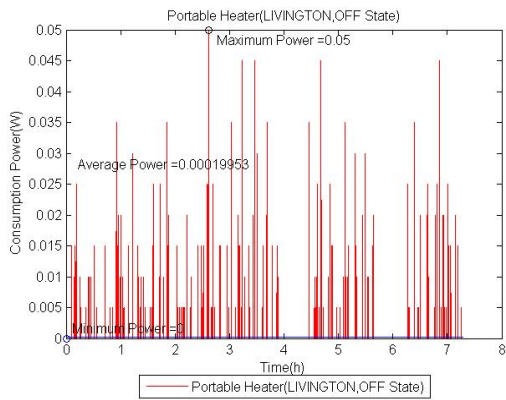 Portable Heater(LIVINGTON,OFF State)
0.05
Maximum Power =0.05
0.045
0.04
0.035
0.03
Average Power =0.00019953
0.025
0.02
0.015
0.01
0.005
Minimum Power=0
0
Consumption Power(W)
0 1 2 3 4 5 6 7 8
Time(h)
Portable Heater(LIVINGTON,OFF State)